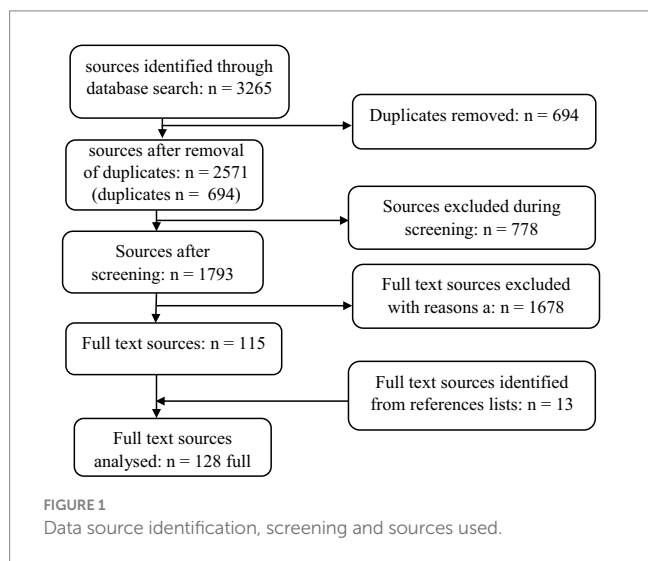 sources identified through
database search: n = 3265
Duplicates removed: n = 694
sources after removal
of duplicates: n = 2571
(duplicates n = 694)
Sources excluded during
screening: n = 778
Sources after
screening: n = 1793
Full text sources excluded
with reasons a: n = 1678
Full text sources: n = 115
Full text sources identified
from references lists: n = 13
Full text sources
analysed: n = 128 full
FIGURE 1
Data source identification, screening and sources used.